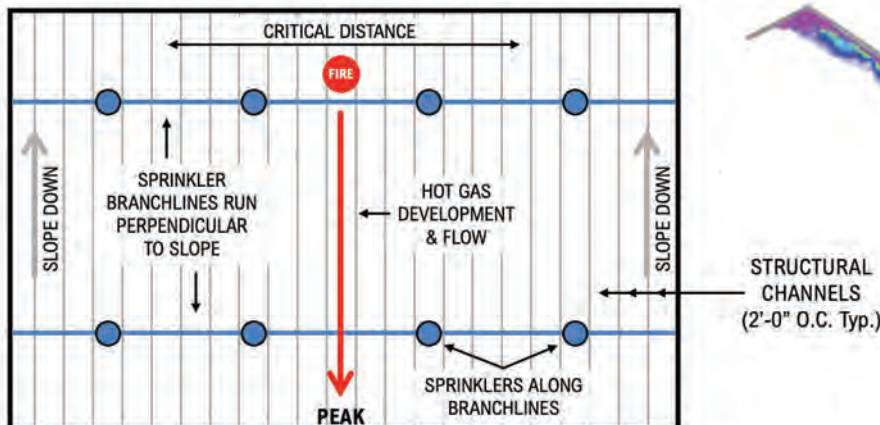 CRITICAL DISTANCE
FIRE
SLOPE DOWN
SPRINKLER
BRANCHLINES RUN
PERPENDICULAR
TO SLOPE
HOT GAS
DEVELOPMENT
& FLOW
SLOPE DOWN
STRUCTURAL
CHANNELS
(2'-0" O.C. Typ.)
SPRINKLERS ALONG
BRANCHLINES
PEAK